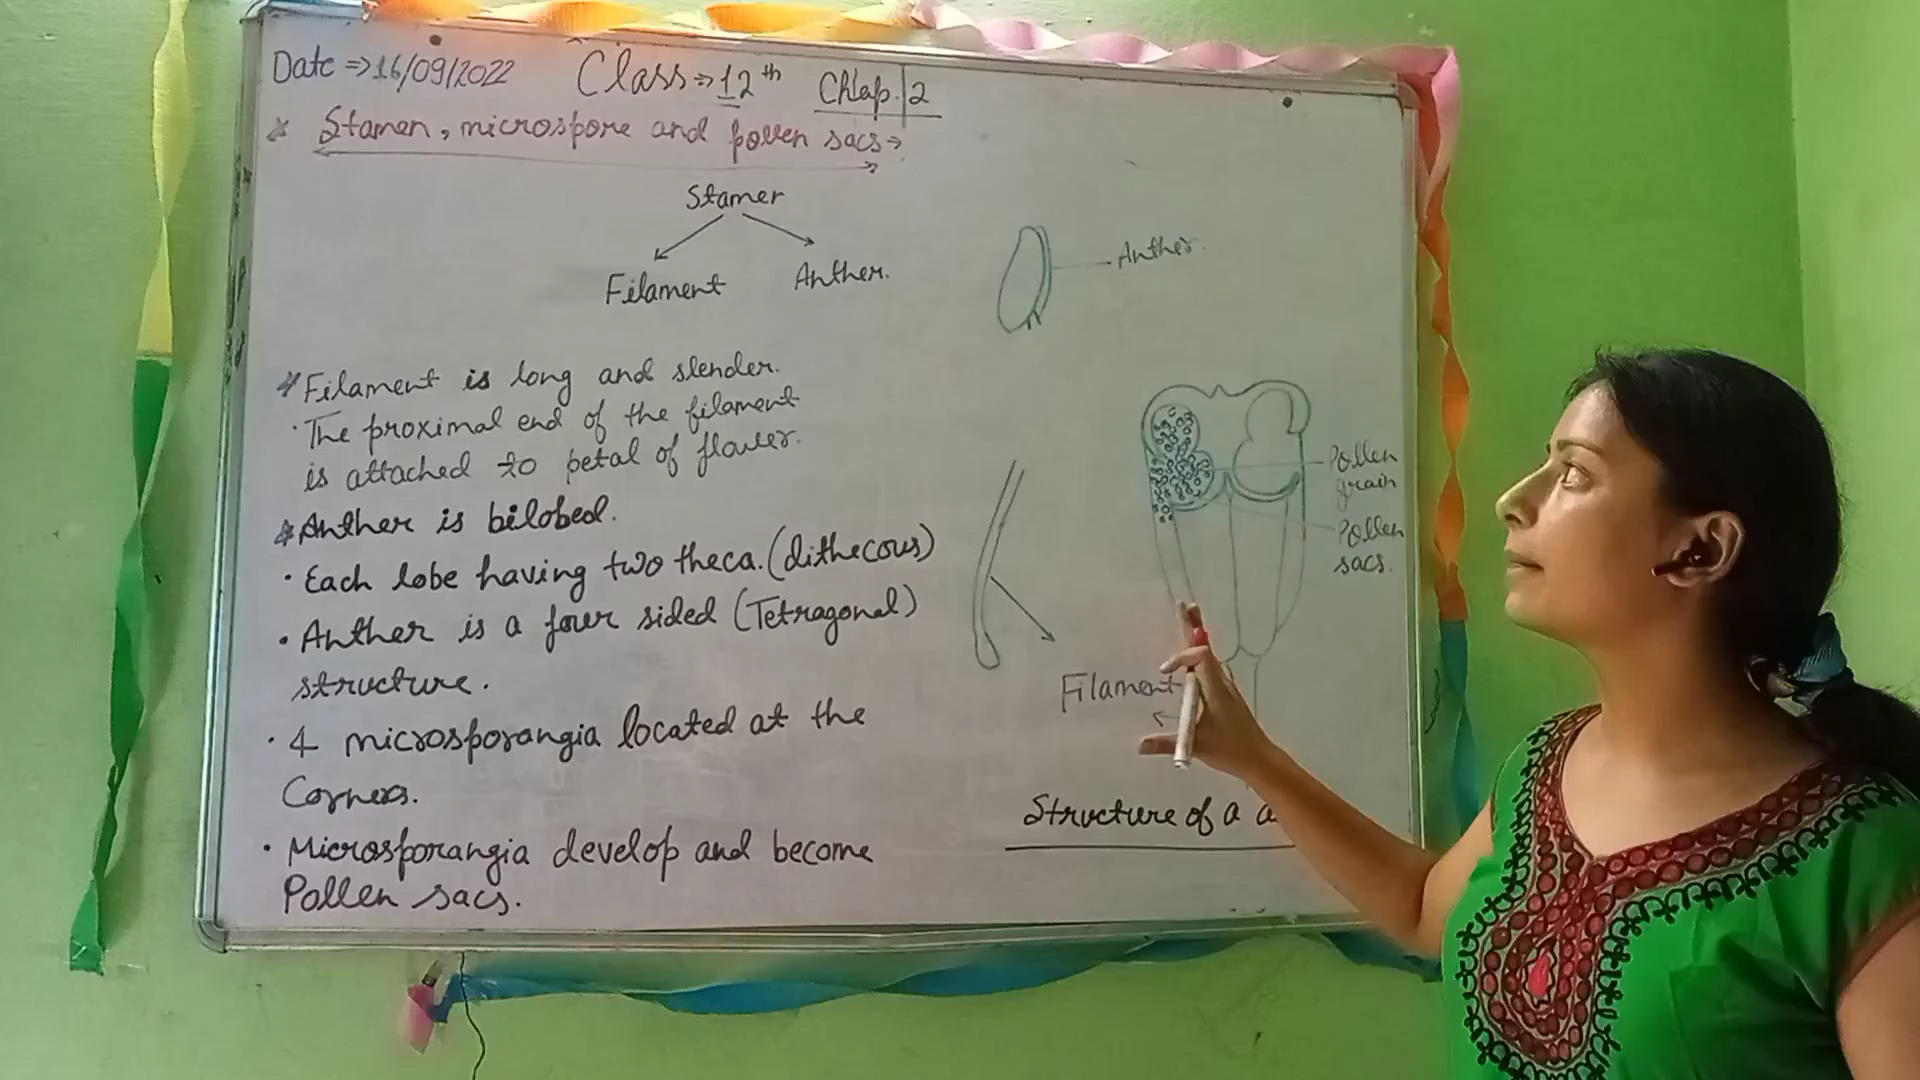 Date ⇒ 16/09/2022 Class ⇒ 12th Chap. 2
Stamen, microspore and pollen sacs →
Stamen
Filament Anther.
Filament is long and slender.
· The proximal end of the filament
is attached to petal of flower.
Anther is bilobed.
· Each lobe having two theca. (dithecous)
· Anther is a four sided (Tetragonal)
structure.
· 4 microsporangia located at the
Corners.
· Microsporangia develop and become
Pollen sacs.
Anther.
Pollen
grain
Pollen
sacs.
Filament
Structure of a